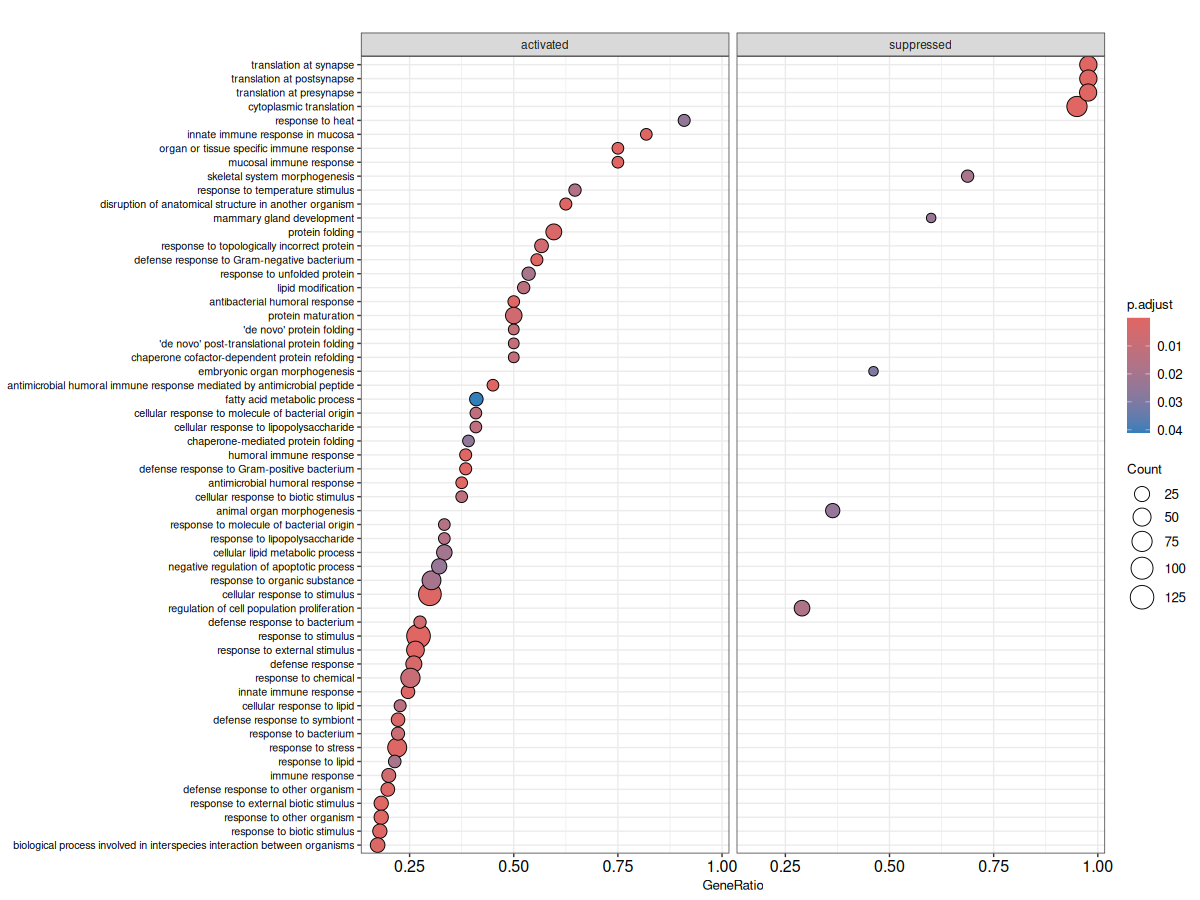 activated
suppressed
translation at synapse
translation at postsynapse
translation at presynapse
cytoplasmic translation
response to heat
innate immune response in mucosa
organ or tissue specific immune response
mucosal immune response
skeletal system morphogenesis
response to temperature stimulus
disruption of anatomical structure in another organism
mammary gland development
protein folding
response to topologically incorrect protein
defense response to Gram-negative bacterium
response to unfolded protein
lipid modification
antibacterial humoral response
protein maturation
'de novo' protein folding
'de novo' post-translational protein folding
chaperone cofactor-dependent protein refolding
embryonic organ morphogenesis
antimicrobial humoral immune response mediated by antimicrobial peptide
fatty acid metabolic process
cellular response to molecule of bacterial origin
cellular response to lipopolysaccharide
chaperone-mediated protein folding
humoral immune response
defense response to Gram-positive bacterium
antimicrobial humoral response
cellular response to biotic stimulus
animal organ morphogenesis
response to molecule of bacterial origin
response to lipopolysaccharide
cellular lipid metabolic process
negative regulation of apoptotic process
response to organic substance
cellular response to stimulus
regulation of cell population proliferation
defense response to bacterium
response to stimulus
response to external stimulus
defense response
response to chemical
innate immune response
cellular response to lipid
defense response to symbiont
response to bacterium
response to stress
response to lipid
immune response
defense response to other organism
response to external biotic stimulus
response to other organism
response to biotic stimulus
biological process involved in interspecies interaction between organisms
0.25 0.50 0.75 1.00 0.25 0.50 0.75 1.00
GeneRatio
p.adjust
0.01
0.02
0.03
0.04
Count
25
50
75
100
125